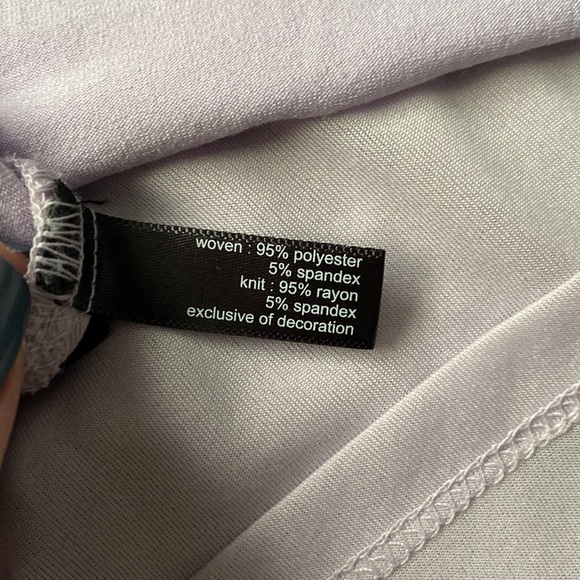 woven : 95% polyester
5% spandex
knit : 95% rayon
5% spandex
exclusive of decoration